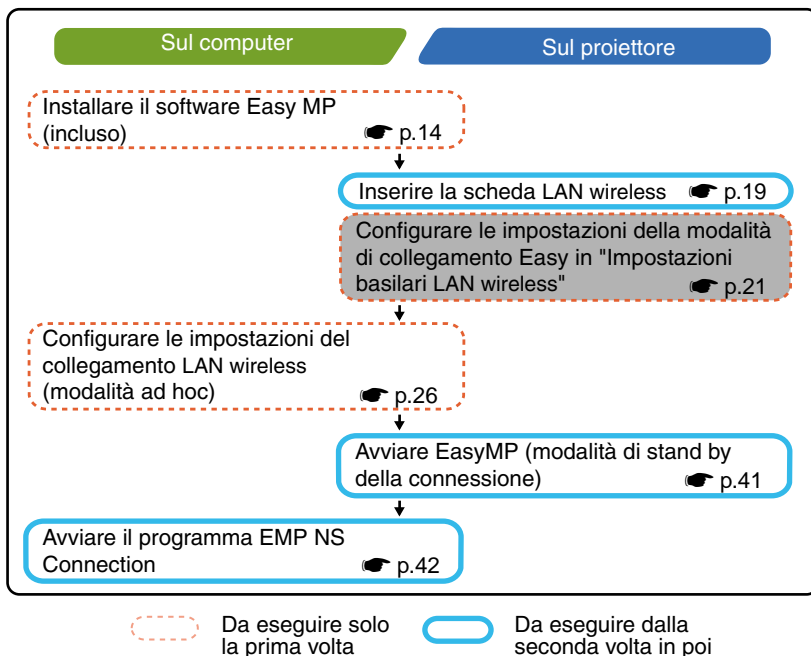 Sul computer
Sul proiettore
Installare il software Easy MP
(incluso) ☛ p.14
Inserire la scheda LAN wireless ☛ p.19
Configurare le impostazioni della modalità
di collegamento Easy in "Impostazioni
basilari LAN wireless" ☛ p.21
Configurare le impostazioni del
collegamento LAN wireless
(modalità ad hoc) ☛ p.26
Avviare EasyMP (modalità di stand by
della connessione) ☛ p.41
Avviare il programma EMP NS
Connection ☛ p.42
Da eseguire solo
la prima volta
Da eseguire dalla
seconda volta in poi